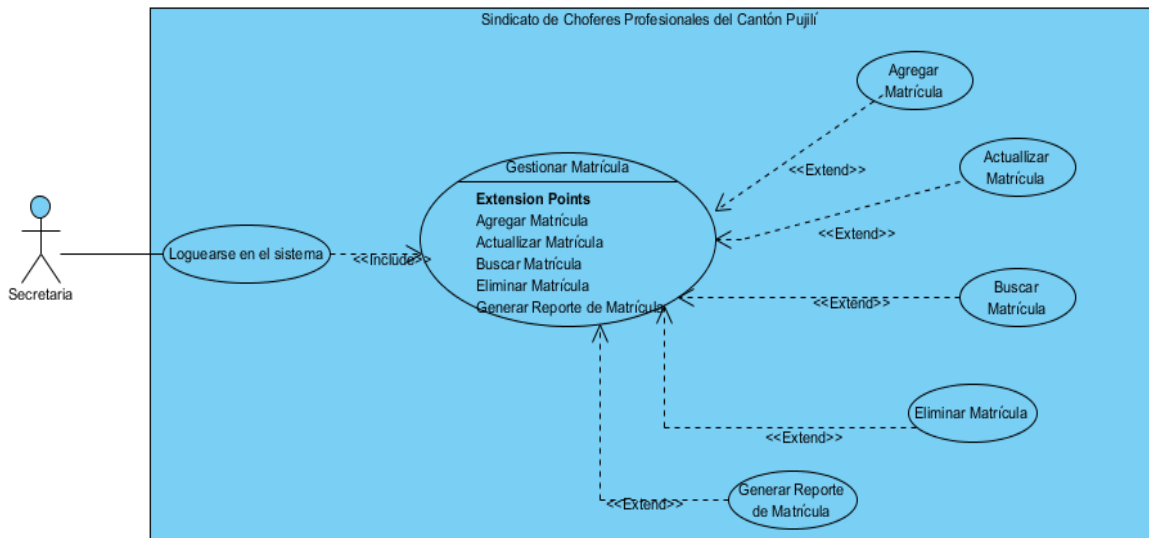 Sindicato de Choferes Profesionales del Cantón Pujilí
Agregar
Matrícula
Actuallizar
Matrícula
<<Extend>>
<<Extend>>
Gestionar Matrícula
Extension Points
Agregar Matrícula
Actuallizar Matrícula
Buscar Matrícula
Eliminar Matrícula
Generar Reporte de Matrícula
Loguearse en el sistema
<<Include>>
Secretaria
Buscar
Matrícula
<<Extend>>
Eliminar Matrícula
<<Extend>>
Generar Reporte
de Matrícula
<<Extend>>